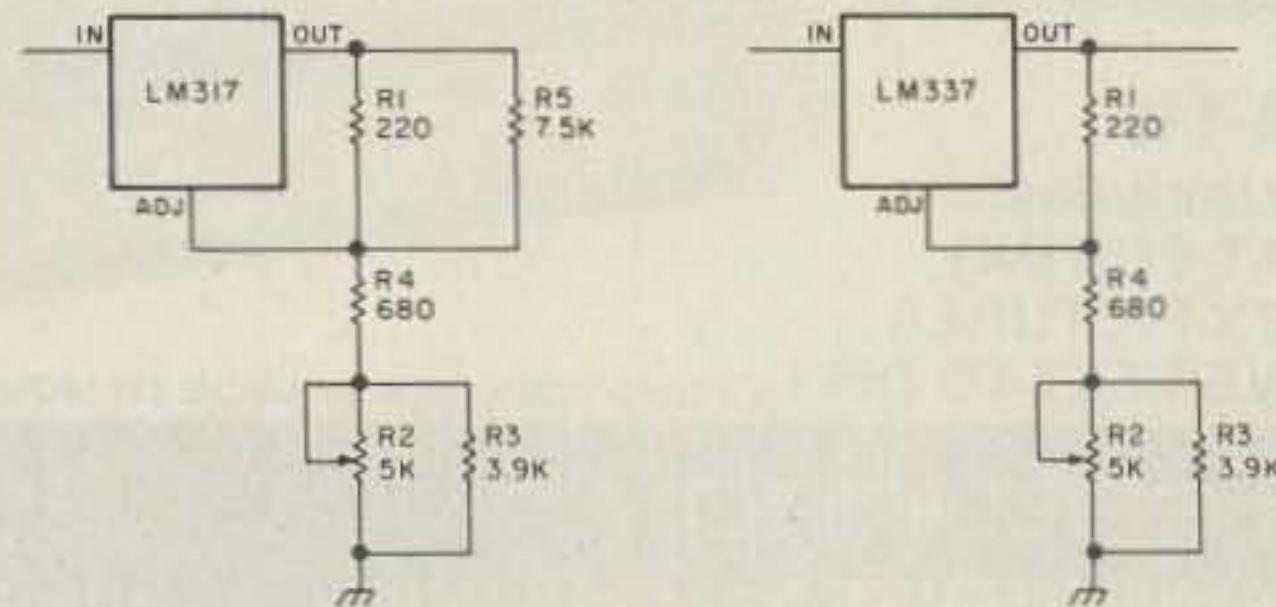 IN
OUT
LM317
R1
220
R5
7.5K
ADJ
R4
680
R2
5K
R3
3.9K
IN
OUT
LM337
R1
220
ADJ
R4
680
R2
5K
R3
3.9K